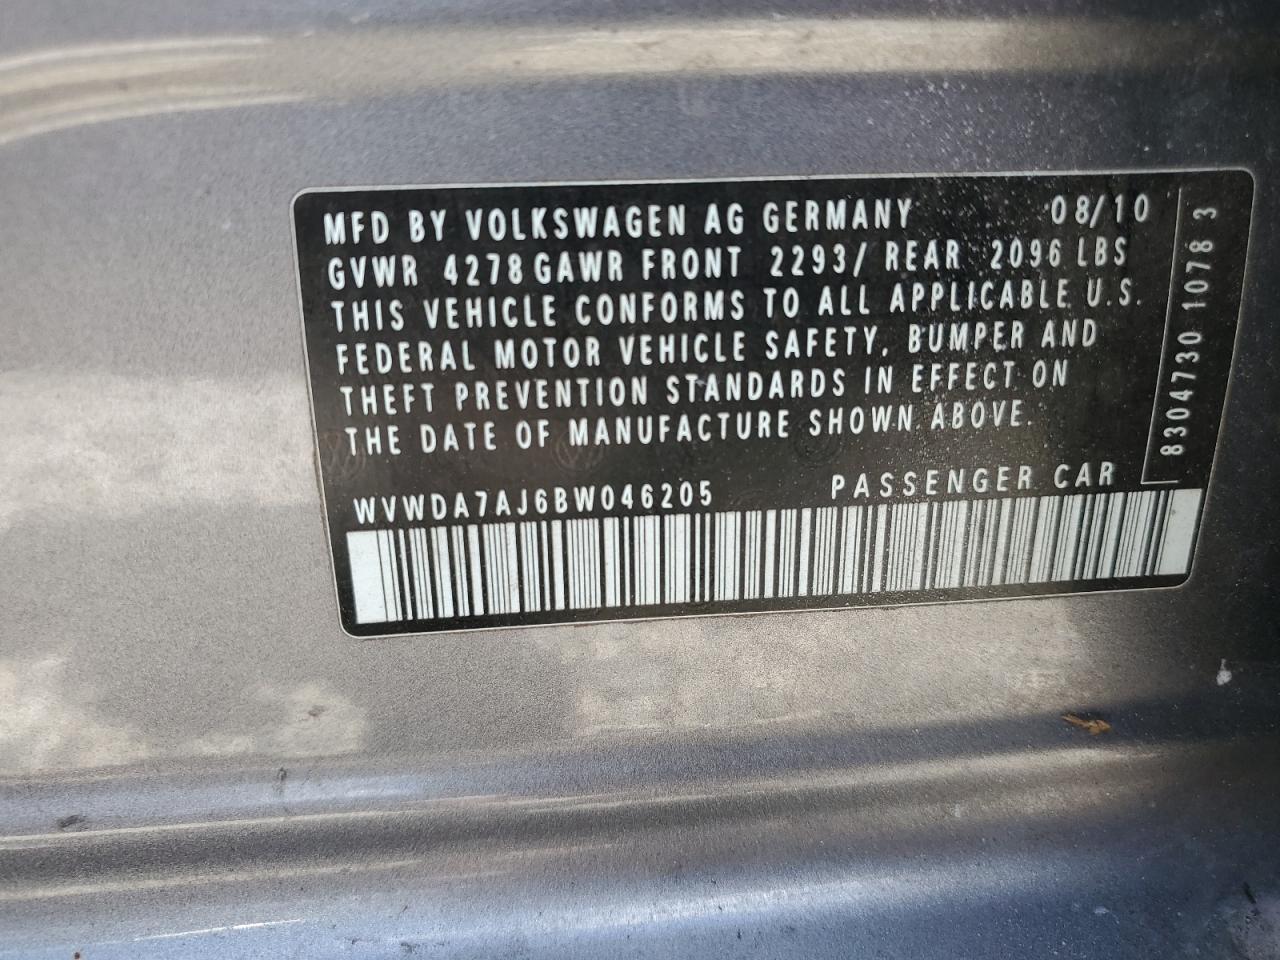 MFD BY VOLKSWAGEN AG GERMANY 08/10
GVWR 4278 GAWR FRONT 2293/ REAR 2096 LBS
THIS VEHICLE CONFORMS TO ALL APPLICABLE U.S.
FEDERAL MOTOR VEHICLE SAFETY, BUMPER AND
THEFT PREVENTION STANDARDS IN EFFECT ON
THE DATE OF MANUFACTURE SHOWN ABOVE.
WVWDA7AJ6BW046205 PASSENGER CAR
8304730 1078 3